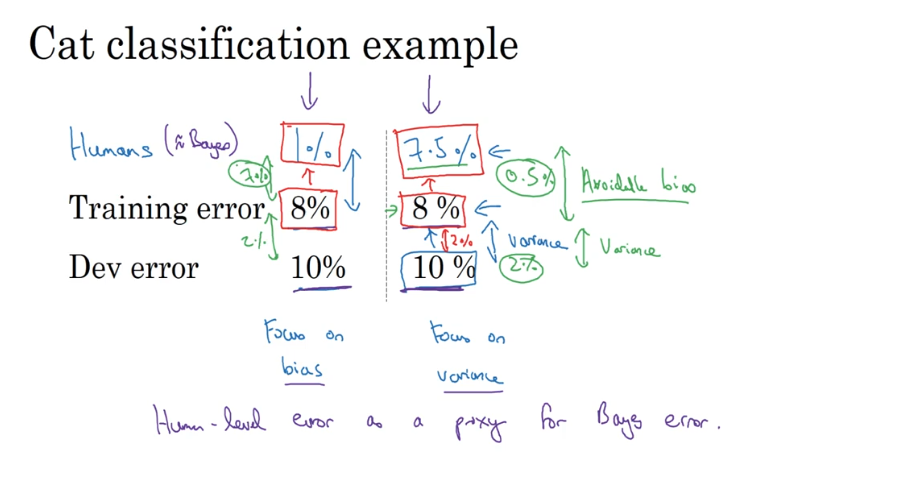 Cat classification example
Humans (≈ Bayes) 1% 7.5%
7% 0.5% Avoidable bias
Training error 8% 8 %
2% 2% Variance Variance
Dev error 10% 10 % 2%
Focus on Focus on
bias variance
Human-level error as a proxy for Bayes error.